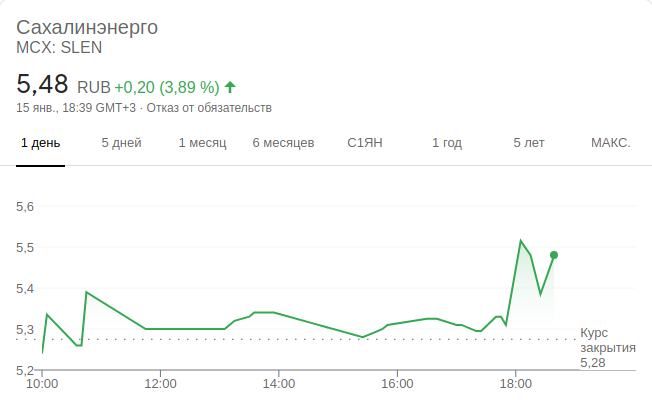 Сахалинэнерго
MCX: SLEN
5,48 RUB +0,20 (3,89 %)
15 янв., 18:39 GMT+3 · Отказ от обязательств
1 день 5 дней 1 месяц 6 месяцев С1ЯН 1 год 5 лет МАКС.
5,6
5,5
5,4
5,3
Курс
закрытия
5,28
5,2
10:00 12:00 14:00 16:00 18:00